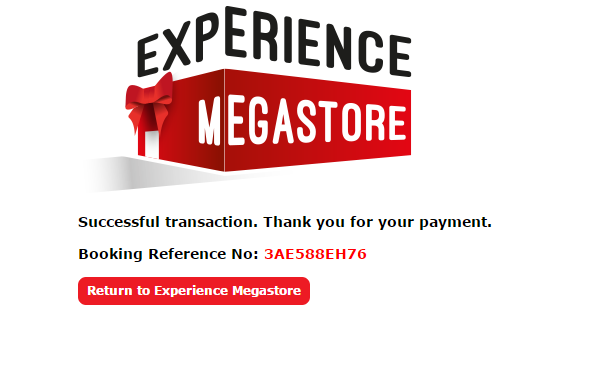 EXPERIENCE
MEGASTORE
Successful transaction. Thank you for your payment.
Booking Reference No: 3AE588EH76
Return to Experience Megastore